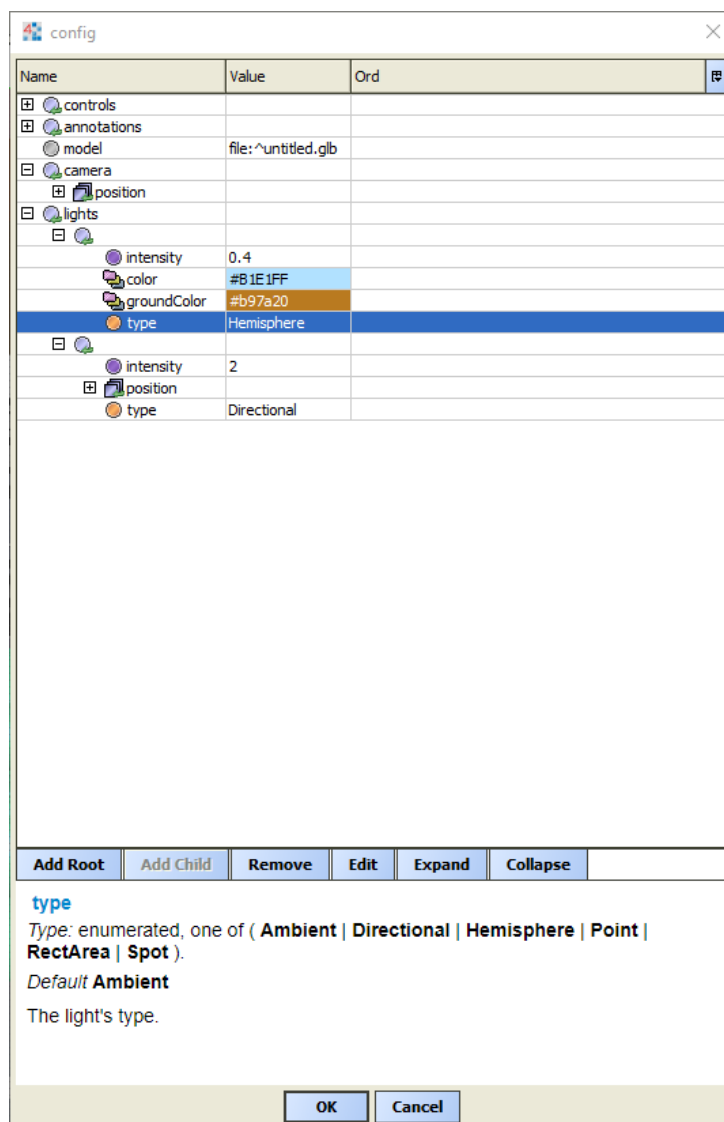 config
Name Value Ord
controls
annotations
model file:^untitled.glb
camera
position
lights
intensity 0.4
color #B1E1FF
groundColor #b97a20
type Hemisphere
intensity 2
position
type Directional
Add Root Add Child Remove Edit Expand Collapse
type
Type: enumerated, one of ( Ambient | Directional | Hemisphere | Point |
RectArea | Spot ).
Default Ambient
The light's type.
OK Cancel